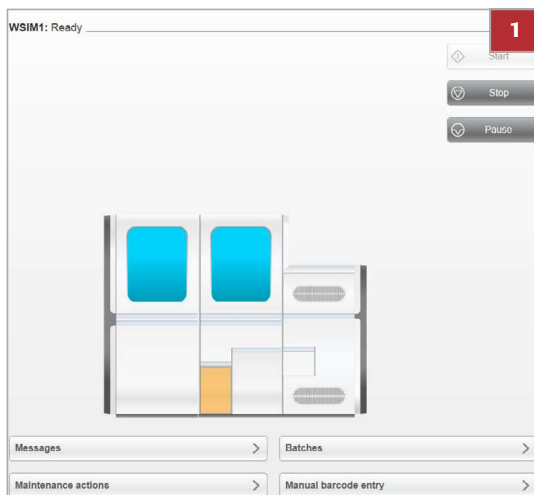 WSIM1: Ready
1
Start
Stop
Pause
Messages
Batches
Maintenance actions
Manual barcode entry